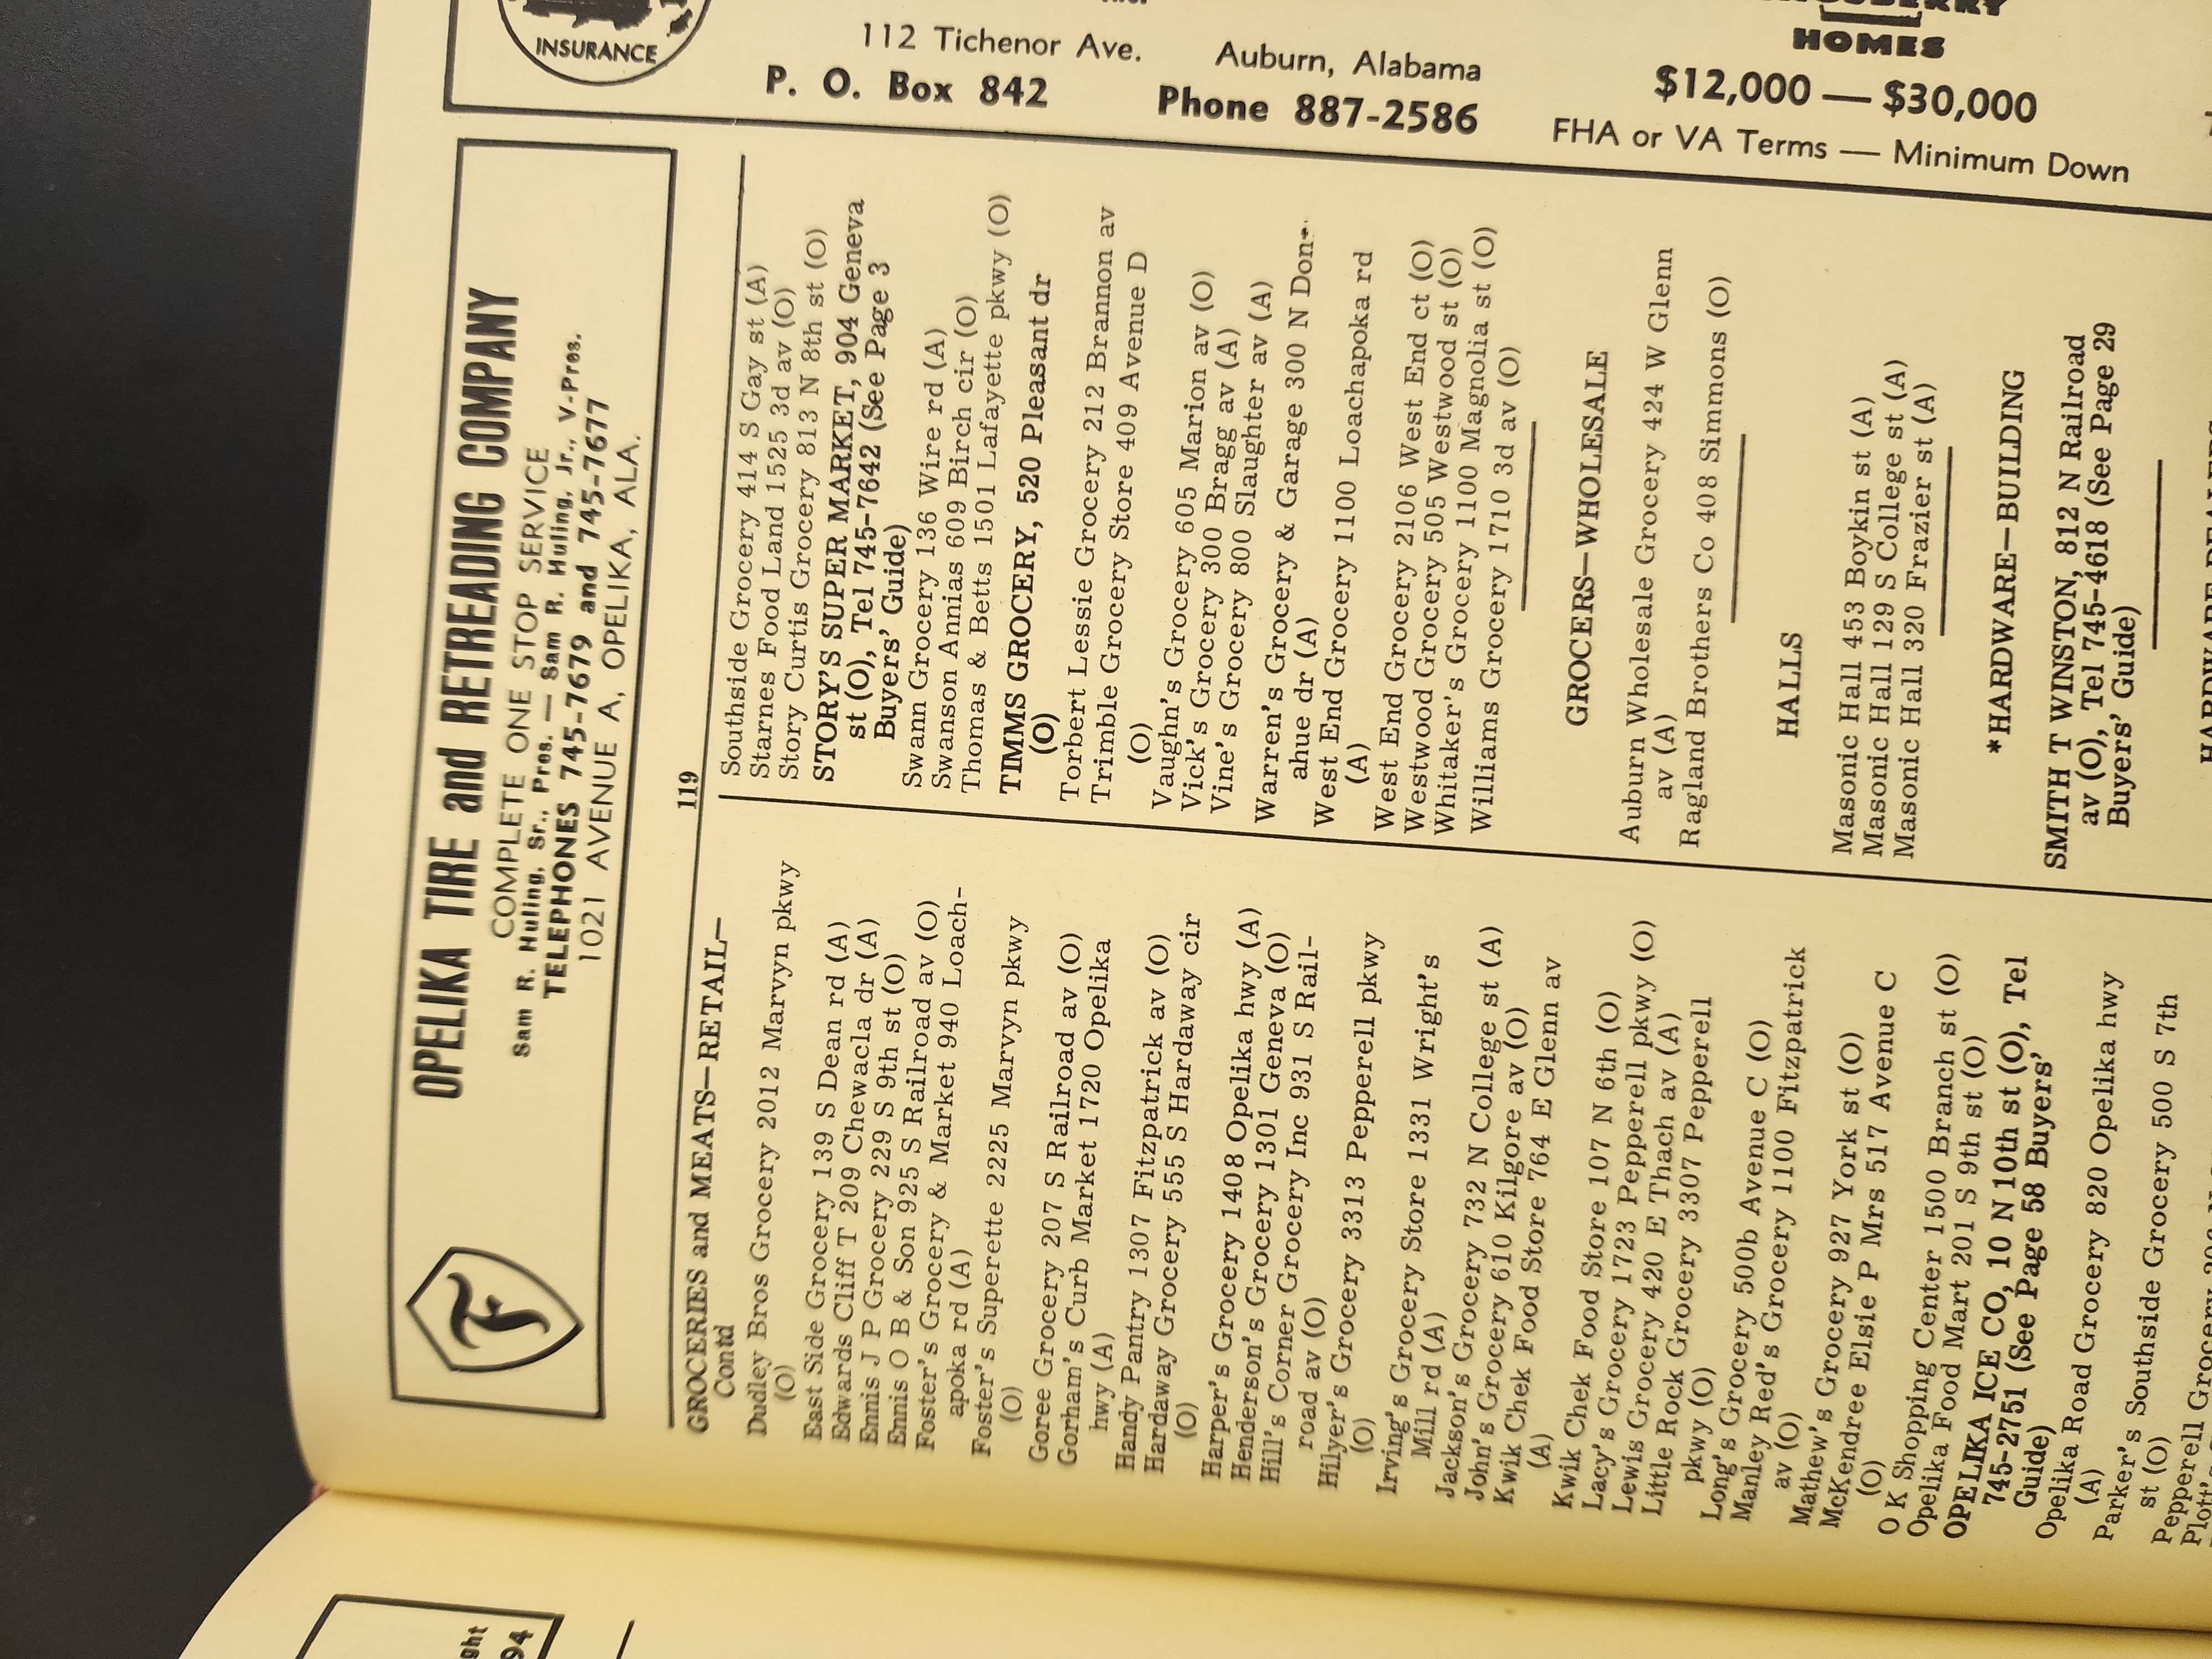 OPELIKA TIRE and RETREADING COMPANY
COMPLETE ONE STOP SERVICE
Sam R. Huling, Sr., Pres. — Sam R. Huling, Jr., V-Pres.
TELEPHONES 745-7679 and 745-7677
1021 AVENUE A, OPELIKA, ALA.
F
119
GROCERIES and MEATS—RETAIL—
Contd
Dudley Bros Grocery 2012 Marvyn pkwy
(O)
East Side Grocery 139 S Dean rd (A)
Edwards Cliff T 209 Chewacla dr (A)
Ennis J P Grocery 229 S 9th st (O)
Ennis O B & Son 925 S Railroad av (O)
Foster's Grocery & Market 940 Loach-
apoka rd (A)
Foster's Superette 2225 Marvyn pkwy
(O)
Goree Grocery 207 S Railroad av (O)
Gorham's Curb Market 1720 Opelika
hwy (A)
Handy Pantry 1307 Fitzpatrick av (O)
Hardaway Grocery 555 S Hardaway cir
(O)
Harper's Grocery 1408 Opelika hwy (A)
Henderson's Grocery 1301 Geneva (O)
Hill's Corner Grocery Inc 931 S Rail-
road av (O)
Hilyer's Grocery 3313 Pepperell pkwy
(O)
Irving's Grocery Store 1331 Wright's
Mill rd (A)
Jackson's Grocery 732 N College st (A)
John's Grocery 610 Kilgore av (O)
Kwik Chek Food Store 764 E Glenn av
(A)
Kwik Chek Food Store 107 N 6th (O)
Lacy's Grocery 1723 Pepperell pkwy (O)
Lewis Grocery 420 E Thach av (A)
Little Rock Grocery 3307 Pepperell
pkwy (O)
Long's Grocery 500b Avenue C (O)
Manley Red's Grocery 1100 Fitzpatrick
av (O)
Mathew's Grocery 927 York st (O)
McKendree Elsie P Mrs 517 Avenue C
(O)
O K Shopping Center 1500 Branch st (O)
Opelika Food Mart 201 S 9th st (O)
OPELIKA ICE CO, 10 N 10th st (O), Tel
745-2751 (See Page 58 Buyers'
Guide)
Opelika Road Grocery 820 Opelika hwy
(A)
Parker's Southside Grocery 500 S 7th
st (O)
Southside Grocery 414 S Gay st (A)
Starnes Food Land 1525 3d av (O)
Story Curtis Grocery 813 N 8th st (O)
STORY'S SUPER MARKET, 904 Geneva
st (O), Tel 745-7642 (See Page 3
Buyers' Guide)
Swann Grocery 136 Wire rd (A)
Swanson Annias 609 Birch cir (O)
Thomas & Betts 1501 Lafayette pkwy (O)
TIMMS GROCERY, 520 Pleasant dr
(O)
Torbert Lessie Grocery 212 Brannon av
Trimble Grocery Store 409 Avenue D
(O)
Vaughn's Grocery 605 Marion av (O)
Vick's Grocery 300 Bragg av (A)
Vine's Grocery 800 Slaughter av (A)
Warren's Grocery & Garage 300 N Don-
ahue dr (A)
West End Grocery 1100 Loachapoka rd
(A)
West End Grocery 2106 West End ct (O)
Westwood Grocery 505 Westwood st (O)
Whitaker's Grocery 1100 Magnolia st (O)
Williams Grocery 1710 3d av (O)
GROCERS—WHOLESALE
Auburn Wholesale Grocery 424 W Glenn
av (A)
Ragland Brothers Co 408 Simmons (O)
HALLS
Masonic Hall 453 Boykin st (A)
Masonic Hall 129 S College st (A)
Masonic Hall 320 Frazier st (A)
*HARDWARE—BUILDING
SMITH T WINSTON, 812 N Railroad
av (O), Tel 745-4618 (See Page 29
Buyers' Guide)
INSURANCE
112 Tichenor Ave.
Auburn, Alabama
P. O. Box 842
Phone 887-2586
HOMES
$12,000 — $30,000
FHA or VA Terms — Minimum Down